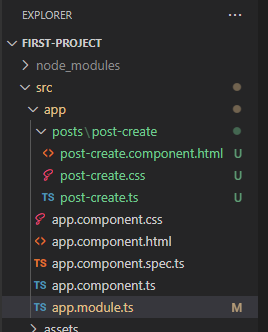 EXPLORER
FIRST-PROJECT
node_modules
src
app
posts\post-create
<> post-create.component.html U
post-create.css U
TS post-create.ts U
app.component.css
<> app.component.html
TS app.component.spec.ts
TS app.component.ts
TS app.module.ts M
assets